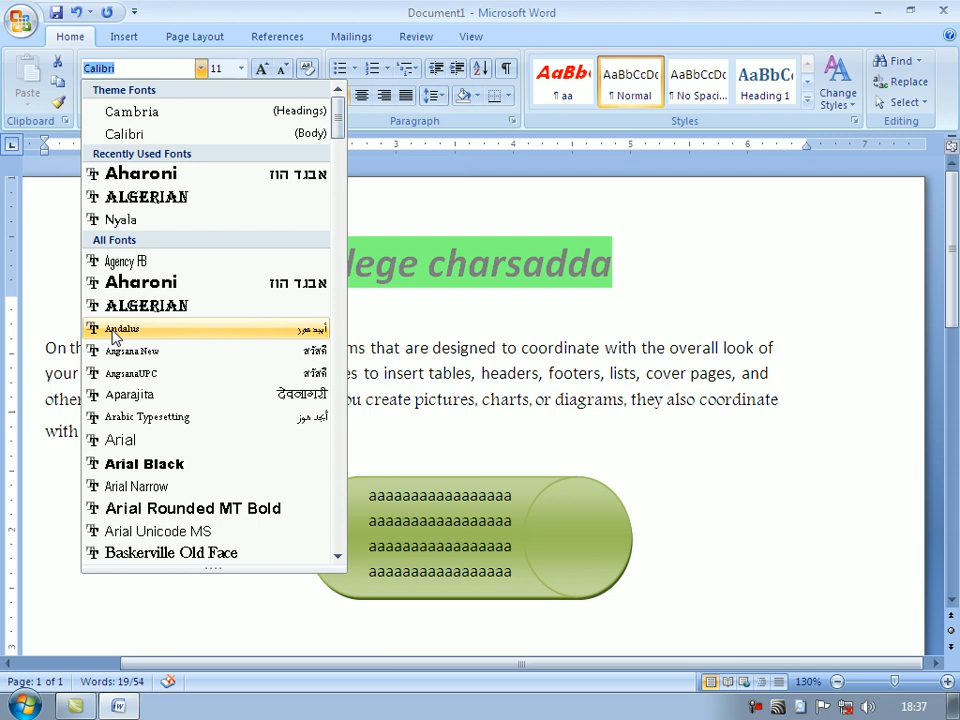 Document1 - Microsoft Word
Home Insert Page Layout References Mailings Review View
Paste
Calibri 11
Clipboard
Paragraph
AaBb( ¶ aa
AaBbCcDc ¶ Normal
AaBbCcDc ¶ No Spaci...
AaBbC Heading 1
Change Styles
Styles
Find
Replace
Select
Editing
3 4 5 6 7
Theme Fonts
Cambria (Headings)
Calibri (Body)
Recently Used Fonts
Aharoni אבגד הוז
ALGERIAN
Nyala
All Fonts
Agency FB
Aharoni אבגד הוז
ALGERIAN
Andalus أبجد هوز
Angsana New สวัสดี
AngsanaUPC สวัสดี
Aparajita देवनागरी
Arabic Typesetting أبجد هوز
Arial
Arial Black
Arial Narrow
Arial Rounded MT Bold
Arial Unicode MS
Baskerville Old Face
lege charsadda
On th ms that are designed to coordinate with the overall look of
your es to insert tables, headers, footers, lists, cover pages, and
other ou create pictures, charts, or diagrams, they also coordinate
with
aaaaaaaaaaaaaaaaa
aaaaaaaaaaaaaaaaa
aaaaaaaaaaaaaaaaa
aaaaaaaaaaaaaaaaa
Page: 1 of 1 Words: 19/54 130%
18:37